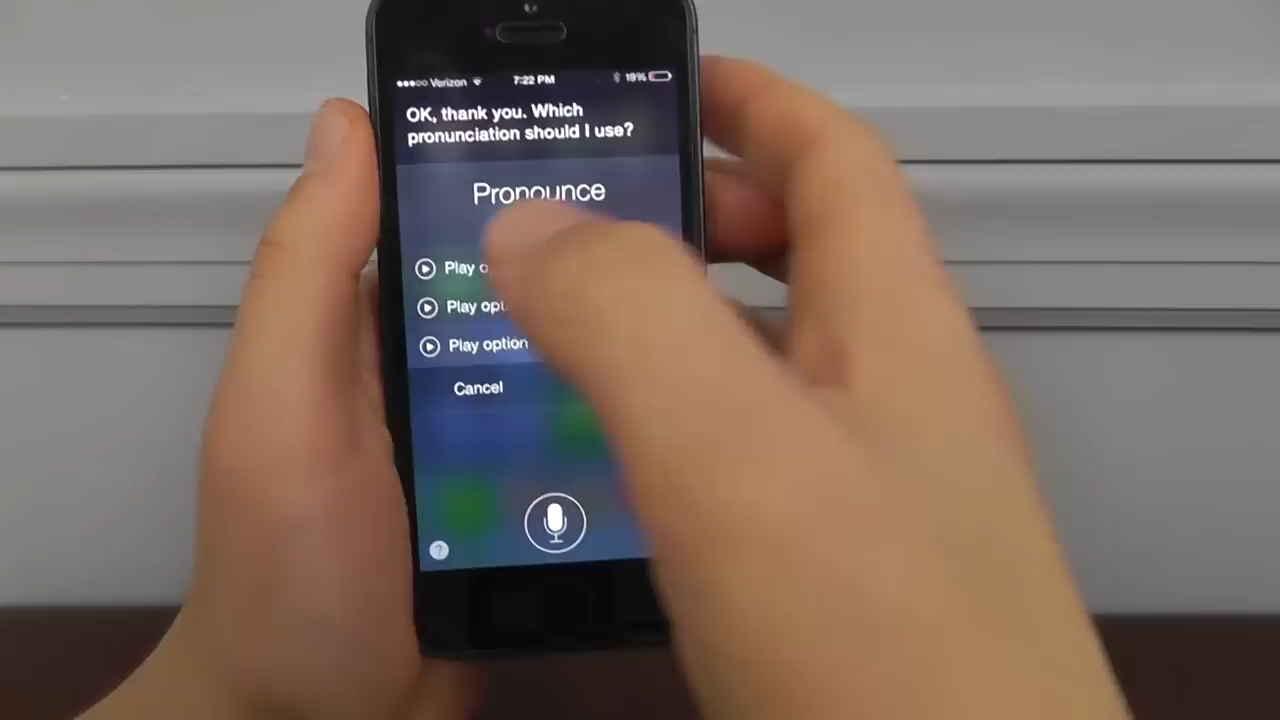 Verizon 7:22 PM 19%
OK, thank you. Which
pronunciation should I use?
Pronounce
Play
Play
Play option
Cancel
?